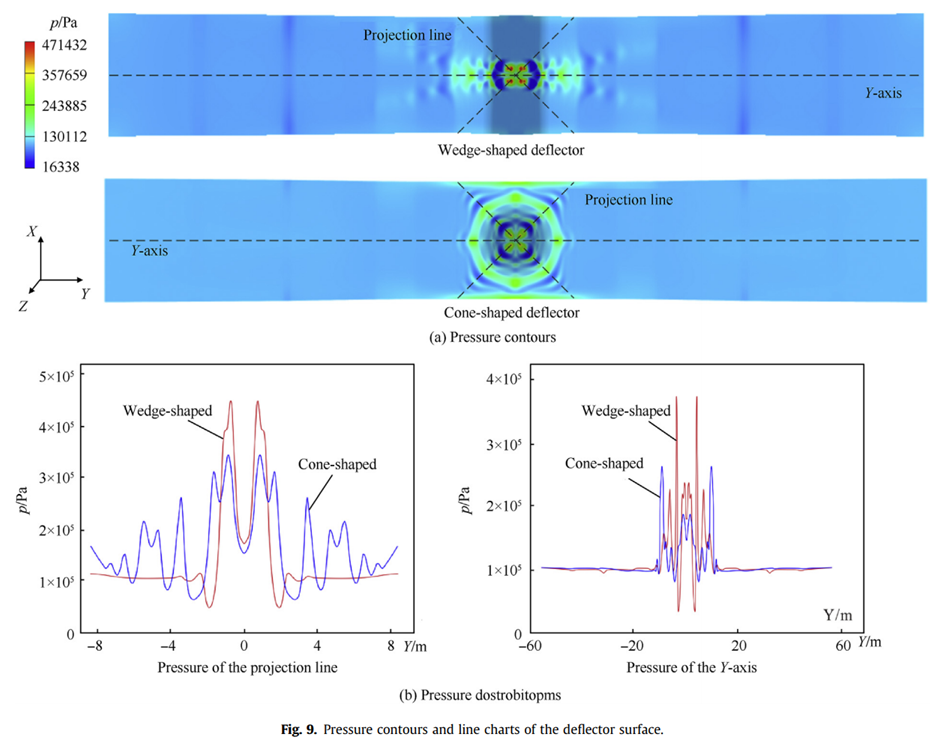 p/Pa
471432
357659
243885
130112
16338
Projection line
Y-axis
Wedge-shaped deflector
Projection line
Y-axis
X
Y
Z
Cone-shaped deflector
(a) Pressure contours
5×10⁵
4×10⁵
3×10⁵
2×10⁵
1×10⁵
0
p/Pa
Wedge-shaped
Cone-shaped
−8
−4
0
4
8
Y/m
Pressure of the projection line
4×10⁵
3×10⁵
2×10⁵
1×10⁵
0
p/Pa
Wedge-shaped
Cone-shaped
Y/m
−60
−20
20
60
Y/m
Pressure of the Y-axis
(b) Pressure dostrobitopms
Fig. 9. Pressure contours and line charts of the deflector surface.